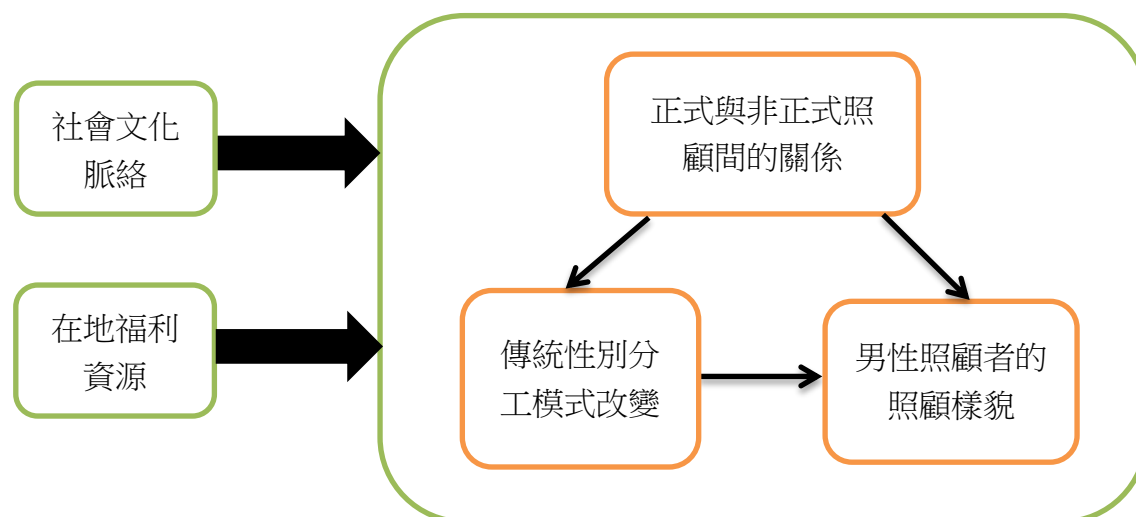 社會文化
脈絡
在地福利
資源
正式與非正式照
顧間的關係
傳統性別分
工模式改變
男性照顧者的
照顧樣貌